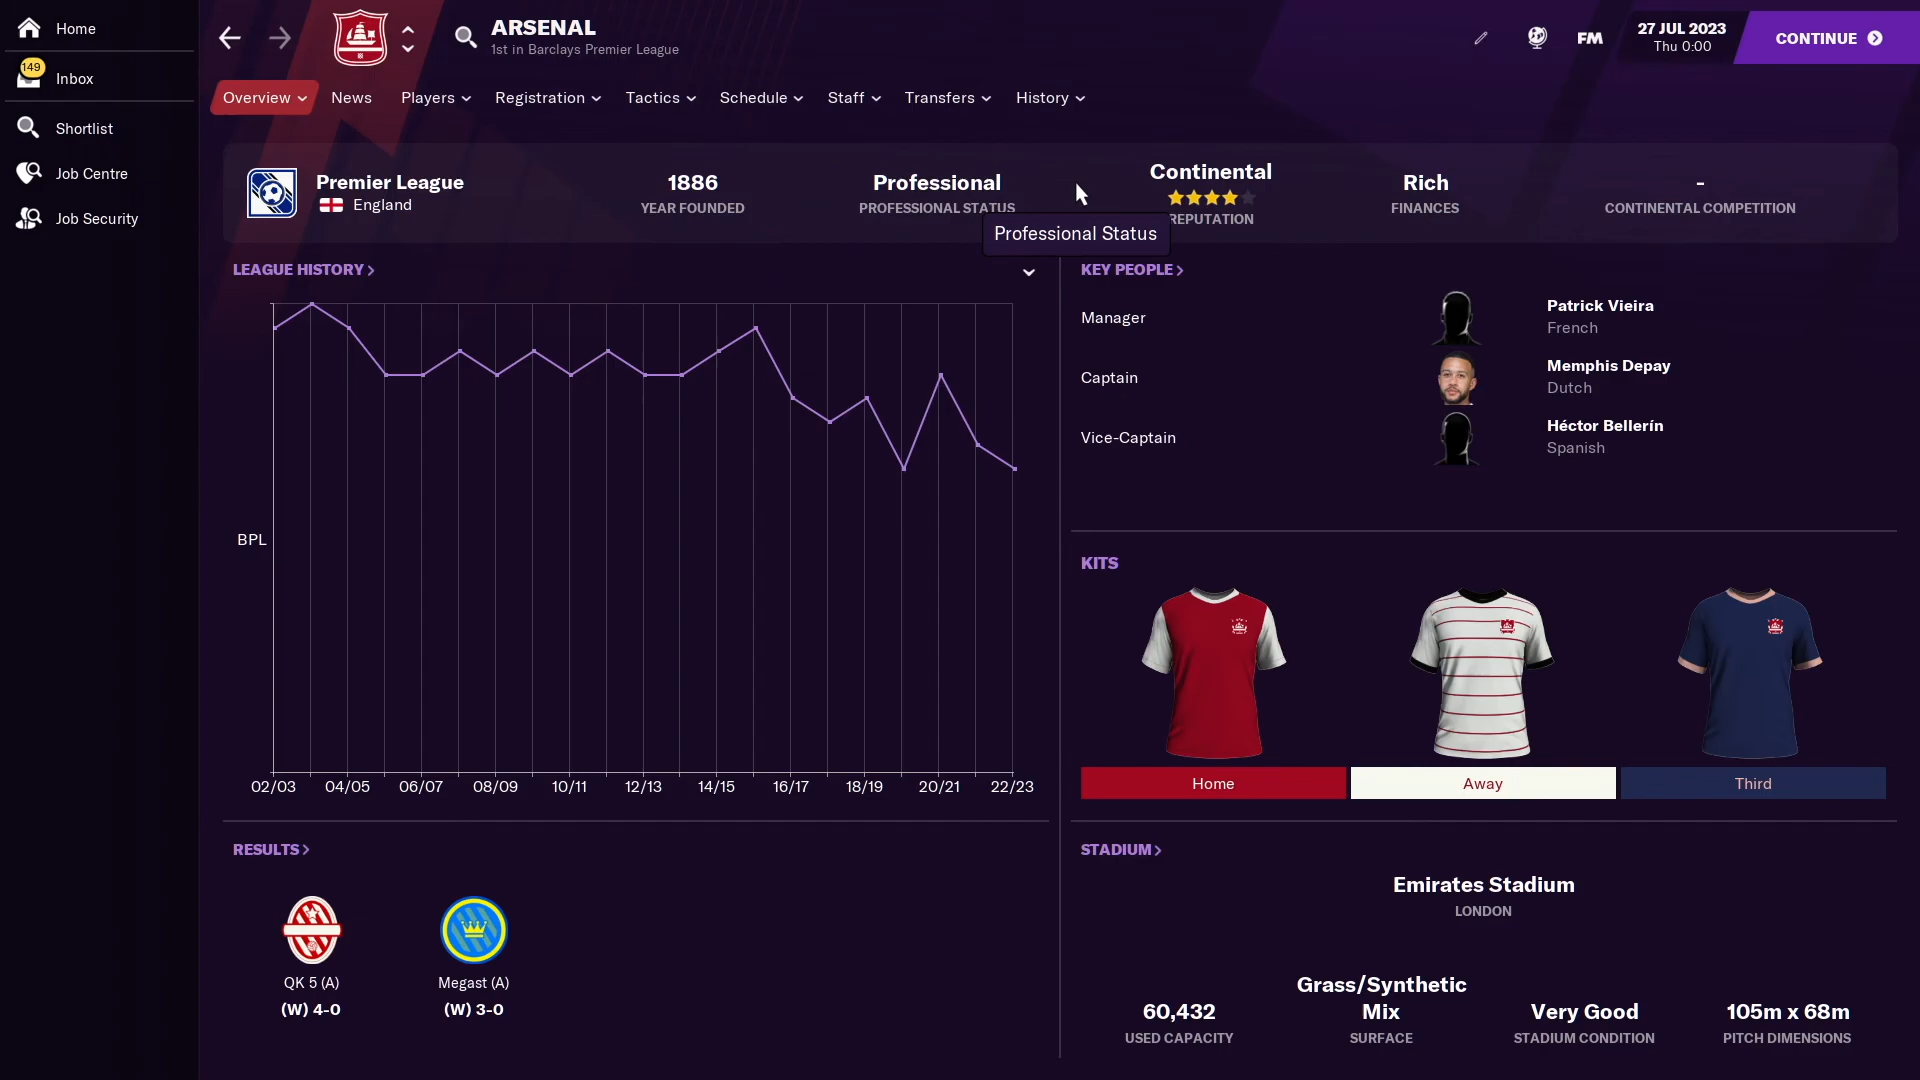 Home
149
Inbox
Shortlist
Job Centre
Job Security
ARSENAL
1st in Barclays Premier League
FM
27 JUL 2023
Thu 0:00
CONTINUE
Overview
News
Players
Registration
Tactics
Schedule
Staff
Transfers
History
Premier League
England
1886
YEAR FOUNDED
Professional
PROFESSIONAL STATUS
Professional Status
Continental
REPUTATION
Rich
FINANCES
-
CONTINENTAL COMPETITION
LEAGUE HISTORY
BPL
02/03 04/05 06/07 08/09 10/11 12/13 14/15 16/17 18/19 20/21 22/23
KEY PEOPLE
Manager
Patrick Vieira
French
Captain
Memphis Depay
Dutch
Vice-Captain
Héctor Bellerín
Spanish
KITS
Home
Away
Third
RESULTS
QK 5 (A)
(W) 4-0
Megast (A)
(W) 3-0
STADIUM
Emirates Stadium
LONDON
60,432
USED CAPACITY
Grass/Synthetic
Mix
SURFACE
Very Good
STADIUM CONDITION
105m x 68m
PITCH DIMENSIONS